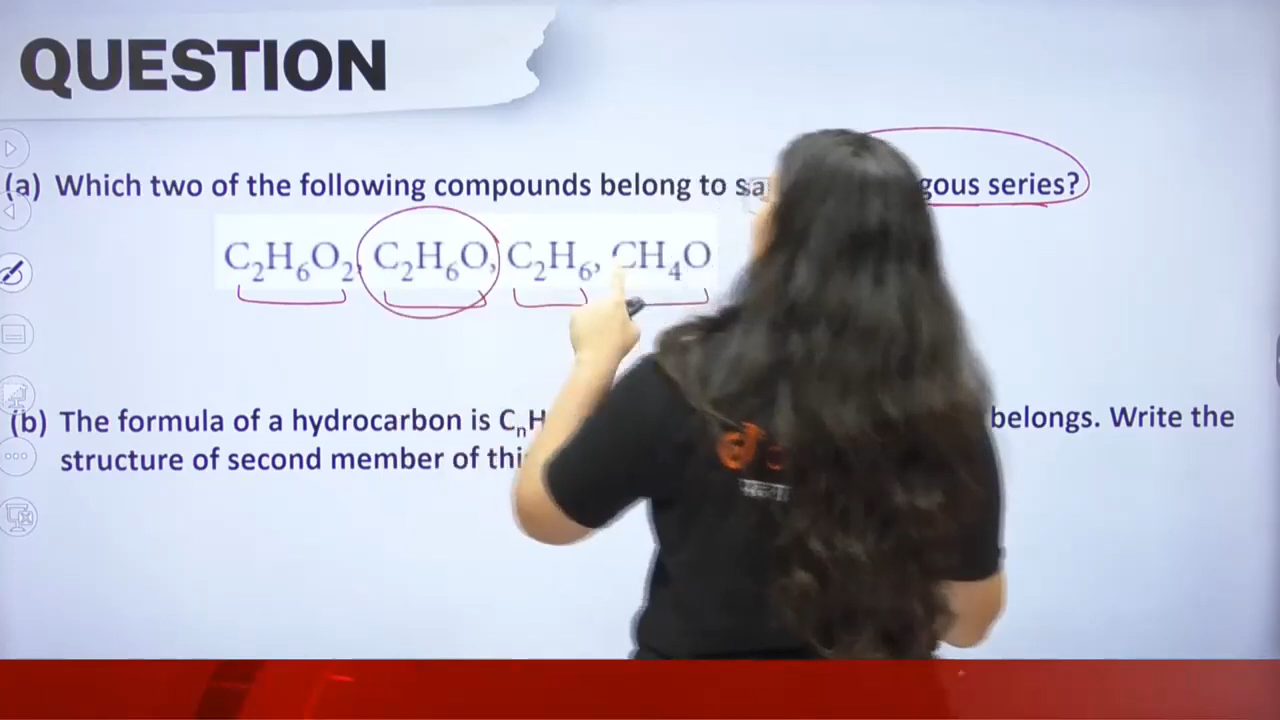 QUESTION
(a) Which two of the following compounds belong to sa gous series?
C₂H₆O₂, C₂H₆O, C₂H₆, CH₄O
(b) The formula of a hydrocarbon is CₙH belongs. Write the
structure of second member of thi